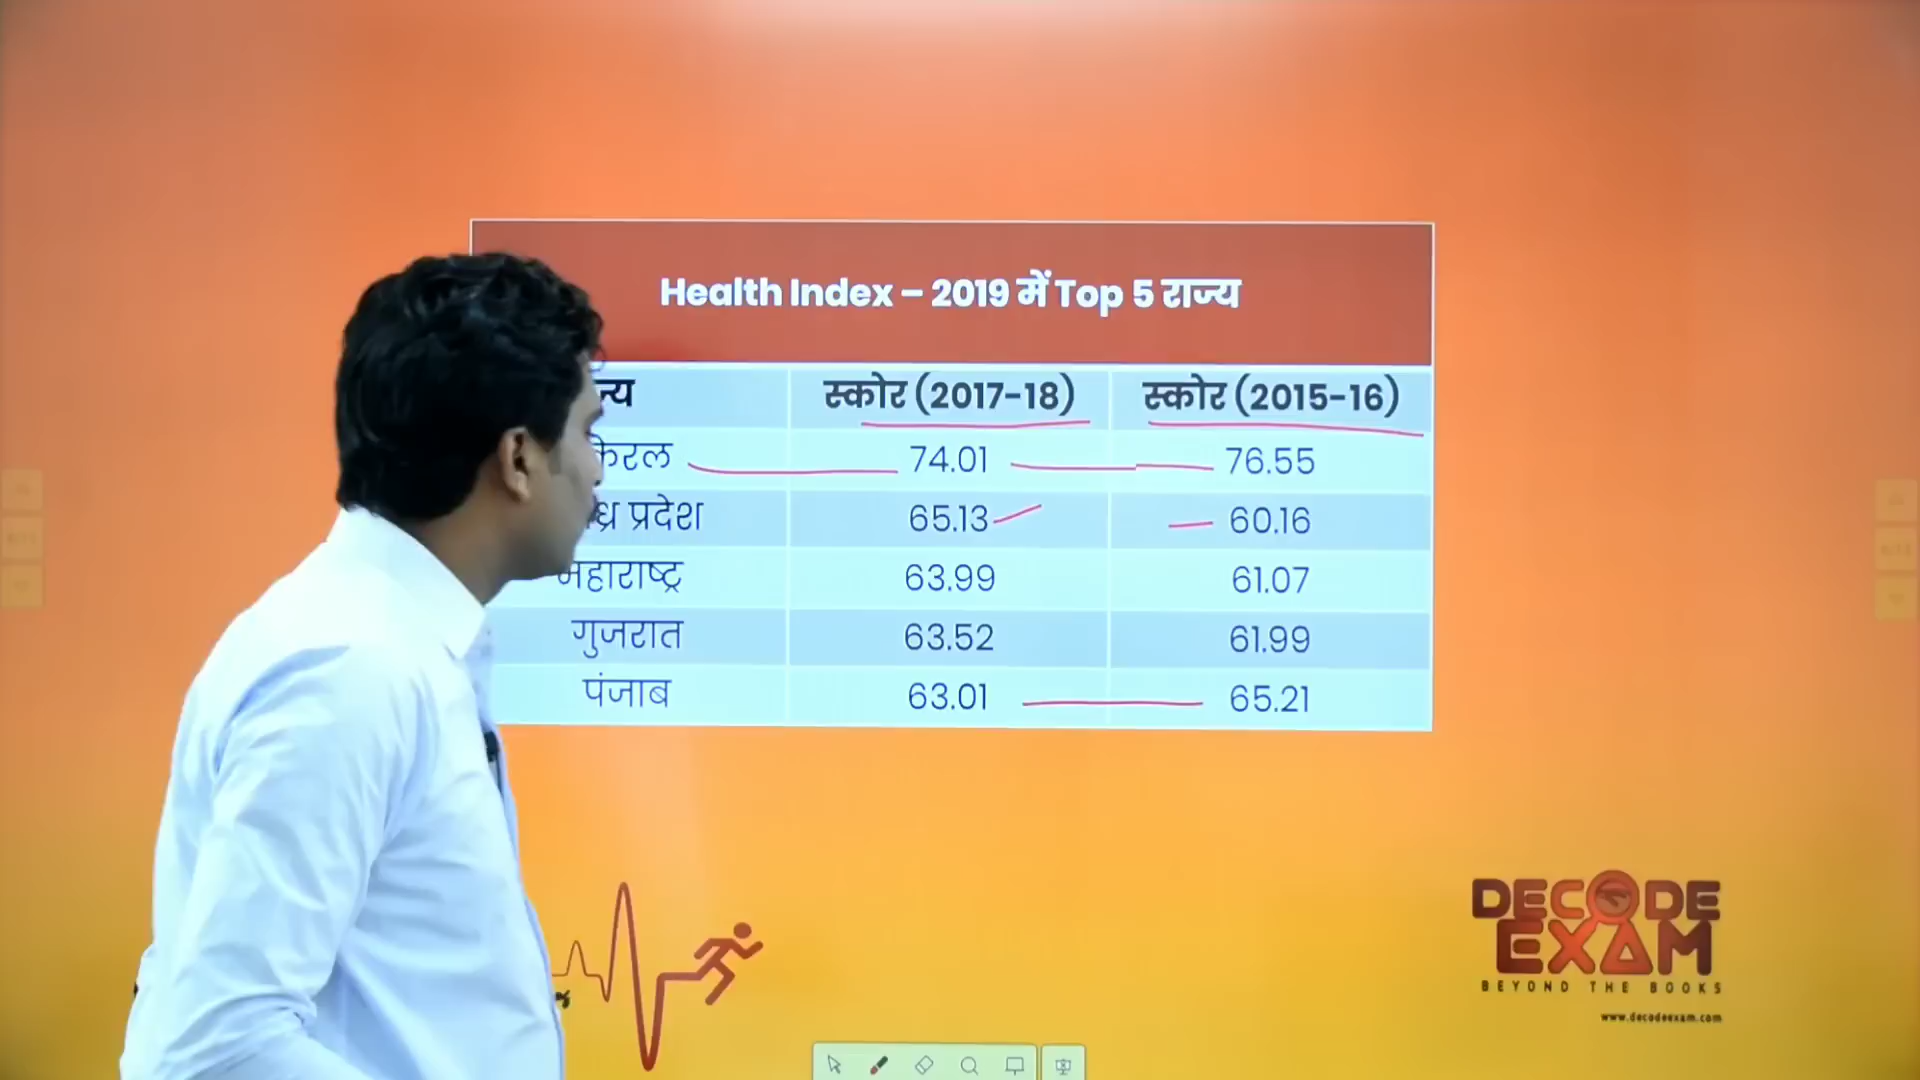 Health Index – 2019 में Top 5 राज्य
स्कोर (2017-18) स्कोर (2015-16)
केरल 74.01 76.55
प्रदेश 65.13 60.16
महाराष्ट्र 63.99 61.07
गुजरात 63.52 61.99
पंजाब 63.01 65.21
DECODE
EXAM
BEYOND THE BOOKS
www.decodeexam.com